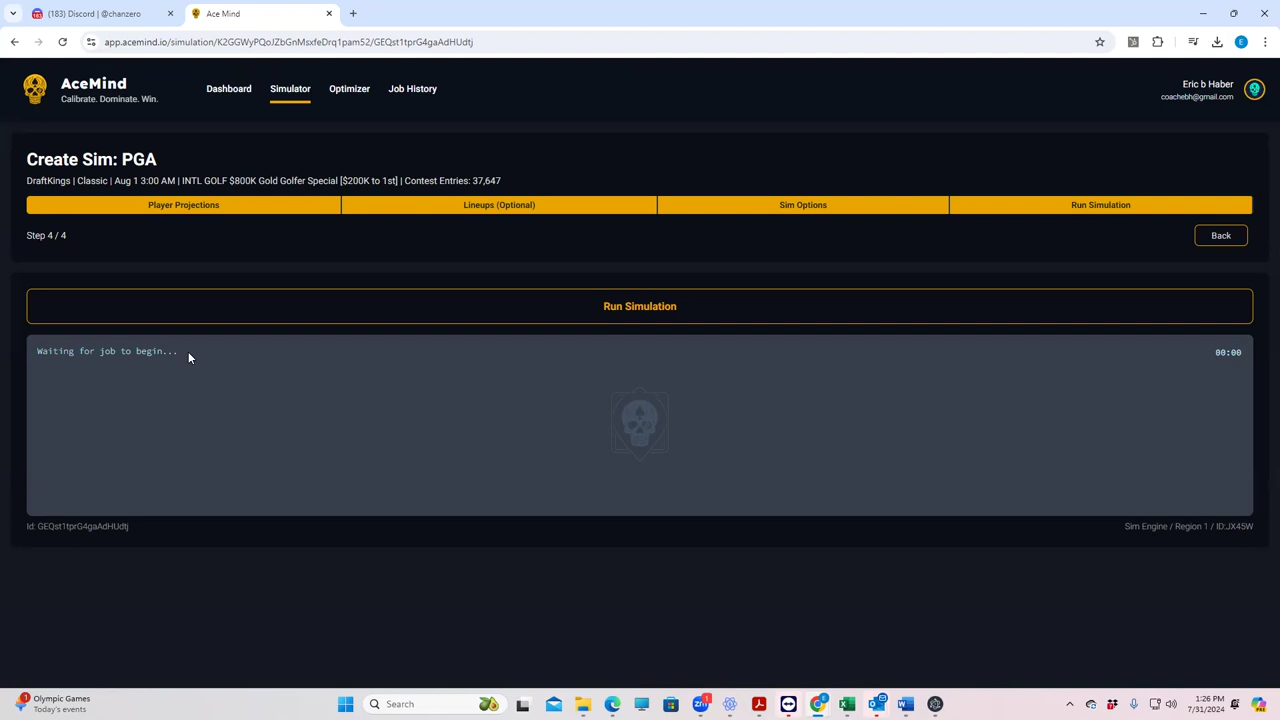 (183) Discord | @chanzero
Ace Mind
app.acemind.io/simulation/K2GGWyPQoJZbGnMsxfeDrq1pam52/GEQst1tprG4gaAdHUdtj
E
AceMind
Calibrate. Dominate. Win.
Dashboard
Simulator
Optimizer
Job History
Eric b Haber
coachebh@gmail.com
Create Sim: PGA
DraftKings | Classic | Aug 1 3:00 AM | INTL GOLF $800K Gold Golfer Special [$200K to 1st] | Contest Entries: 37,647
Player Projections
Lineups (Optional)
Sim Options
Run Simulation
Step 4 / 4
Back
Run Simulation
Waiting for job to begin...
00:00
Id: GEQst1tprG4gaAdHUdtj
Sim Engine / Region 1 / ID:JX45W
Olympic Games
Today's events
Search
1:26 PM
7/31/2024